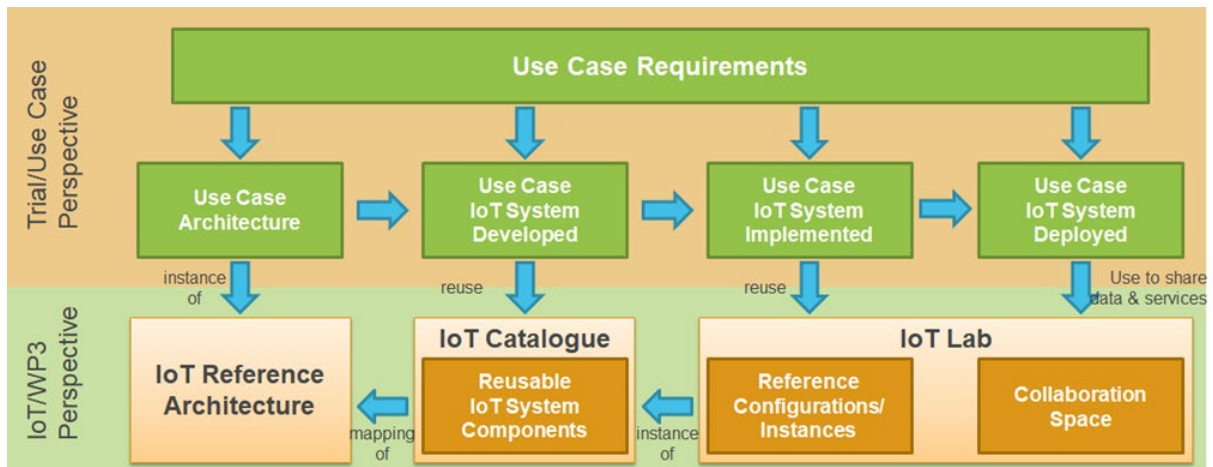 Trial/Use Case
Perspective
Use Case Requirements
Use Case
Architecture
Use Case
IoT System
Developed
Use Case
IoT System
Implemented
Use Case
IoT System
Deployed
instance
of
reuse
reuse
Use to share
data & services
IoT/WP3
Perspective
IoT Reference
Architecture
mapping
of
IoT Catalogue
Reusable
IoT System
Components
instance
of
IoT Lab
Reference
Configurations/
Instances
Collaboration
Space